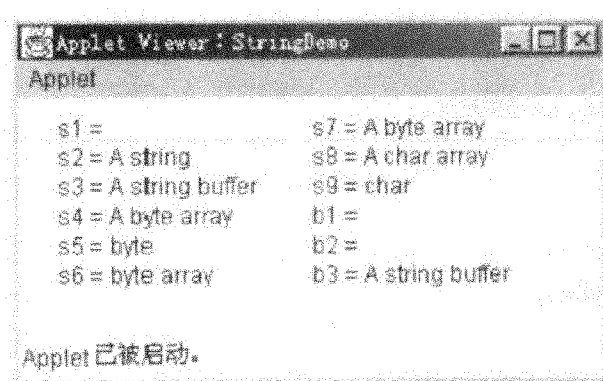 Applet Viewer：StringDemo
Applet
s1 =
s2 = A string
s3 = A string buffer
s4 = A byte array
s5 = byte
s6 = byte array
s7 = A byte array
s8 = A char array
s9 = char
b1 =
b2 =
b3 = A string buffer
Applet 已被启动。